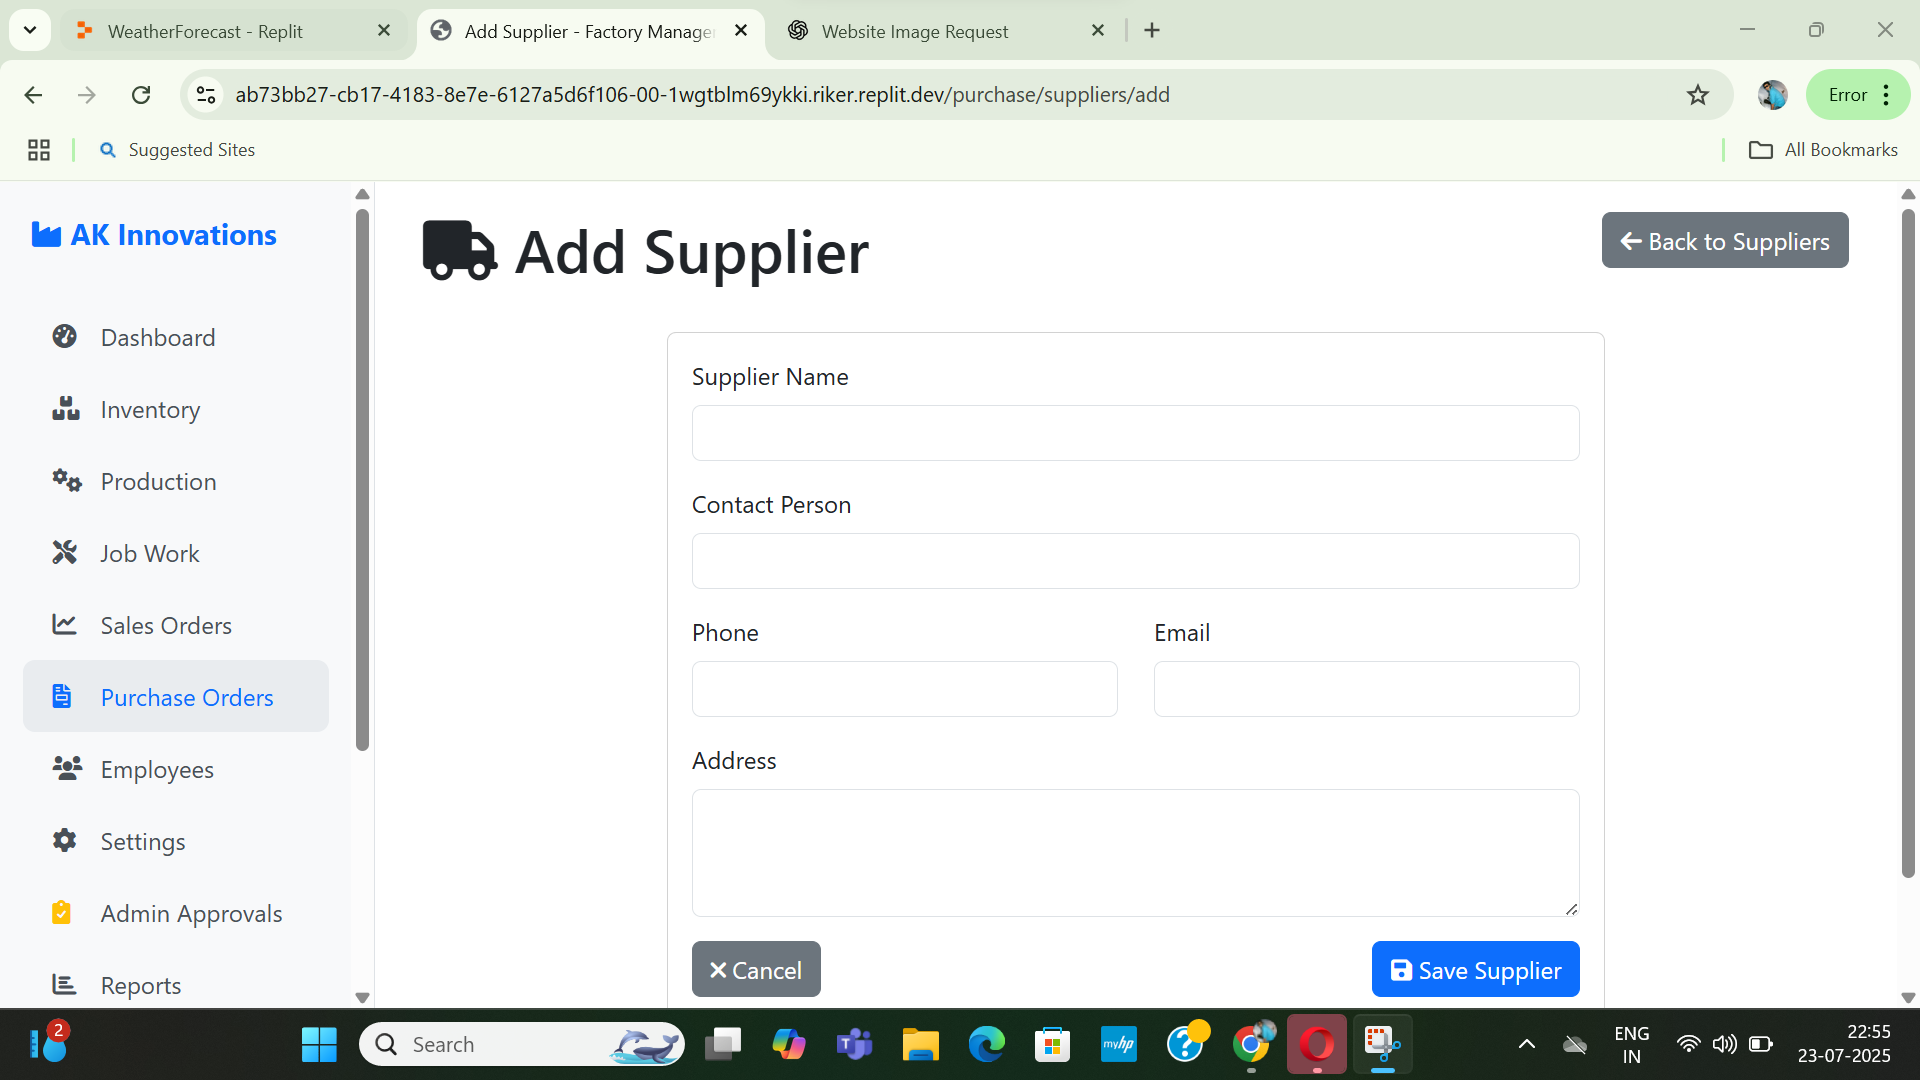 WeatherForecast - Replit
Add Supplier - Factory Manage
Website Image Request
ab73bb27-cb17-4183-8e7e-6127a5d6f106-00-1wgtblm69ykki.riker.replit.dev/purchase/suppliers/add
Error
Suggested Sites
All Bookmarks
AK Innovations
Dashboard
Inventory
Production
Job Work
Sales Orders
Purchase Orders
Employees
Settings
Admin Approvals
Reports
Add Supplier
Back to Suppliers
Supplier Name
Contact Person
Phone
Email
Address
Cancel
Save Supplier
2
Search
T
myhp
?
ENG
IN
22:55
23-07-2025